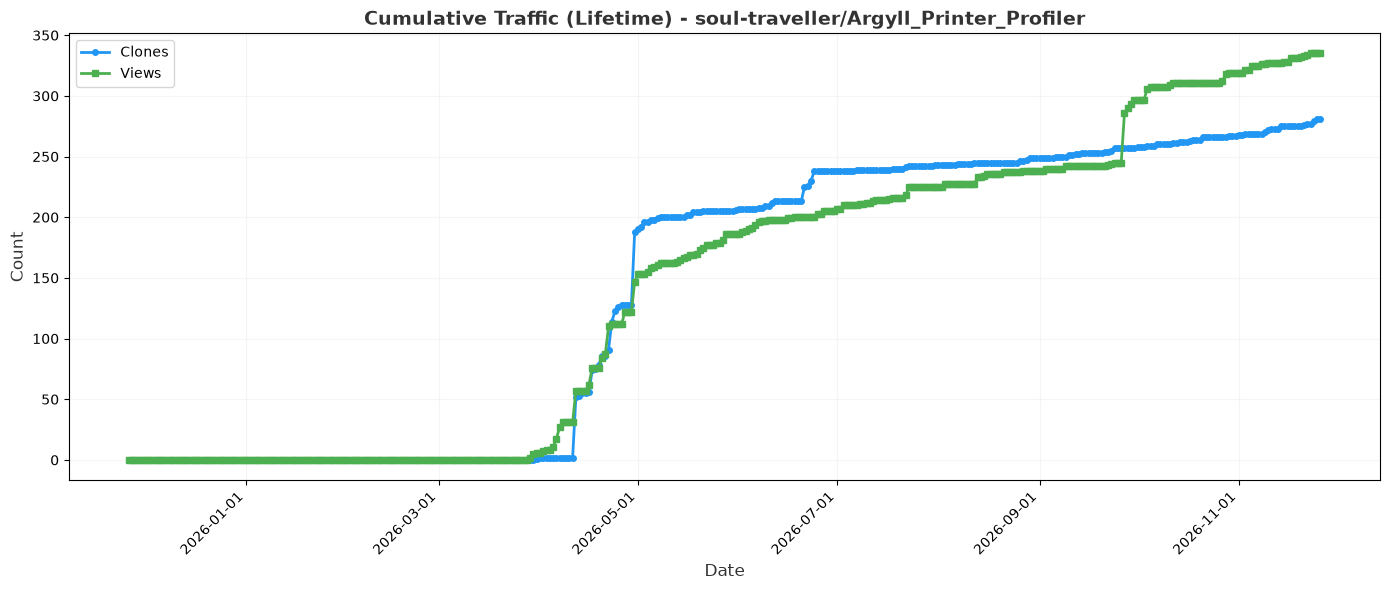 Cumulative Traffic (Lifetime) - soul-traveller/Argyll_Printer_Profiler
Clones
Views
Count
350
300
250
200
150
100
50
0
2026-01-01
2026-03-01
2026-05-01
2026-07-01
2026-09-01
2026-11-01
Date